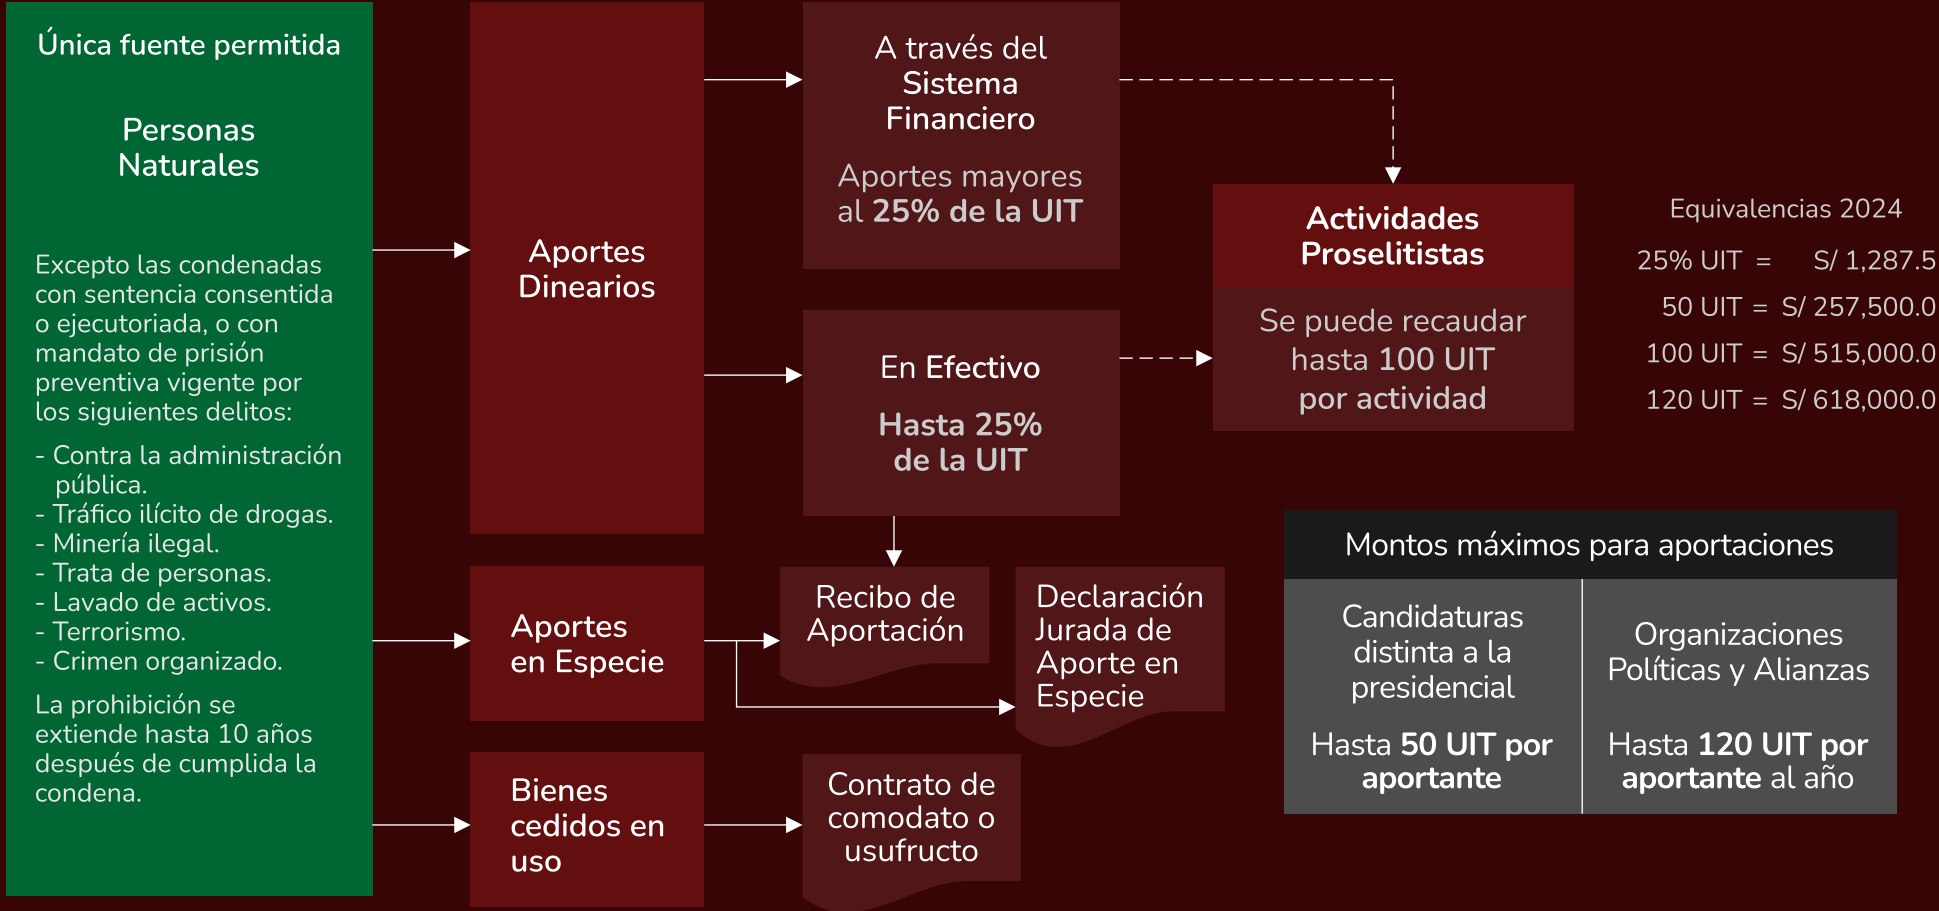 Única fuente permitida
Personas
Naturales
Excepto las condenadas
con sentencia consentida
o ejecutoriada, o con
mandato de prisión
preventiva vigente por
los siguientes delitos:
- Contra la administración
pública.
- Tráfico ilícito de drogas.
- Minería ilegal.
- Trata de personas.
- Lavado de activos.
- Terrorismo.
- Crimen organizado.
La prohibición se
extiende hasta 10 años
después de cumplida la
condena.
Aportes
Dinearios
A través del
Sistema
Financiero
Aportes mayores
al 25% de la UIT
En Efectivo
Hasta 25%
de la UIT
Actividades
Proselitistas
Se puede recaudar
hasta 100 UIT
por actividad
Equivalencias 2024
25% UIT = S/ 1,287.5
50 UIT = S/ 257,500.0
100 UIT = S/ 515,000.0
120 UIT = S/ 618,000.0
Aportes
en Especie
Recibo de
Aportación
Declaración
Jurada de
Aporte en
Especie
Bienes
cedidos en
uso
Contrato de
comodato o
usufructo
Montos máximos para aportaciones
Candidaturas
distinta a la
presidencial
Hasta 50 UIT por
aportante
Organizaciones
Políticas y Alianzas
Hasta 120 UIT por
aportante al año